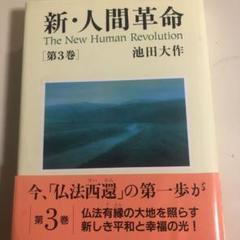 新・人間革命
The New Human Revolution
[第3巻]
池田大作
今、「仏法西還」の第一歩が
第3巻
仏法有縁の大地を照らす
新しき平和と幸福の光!